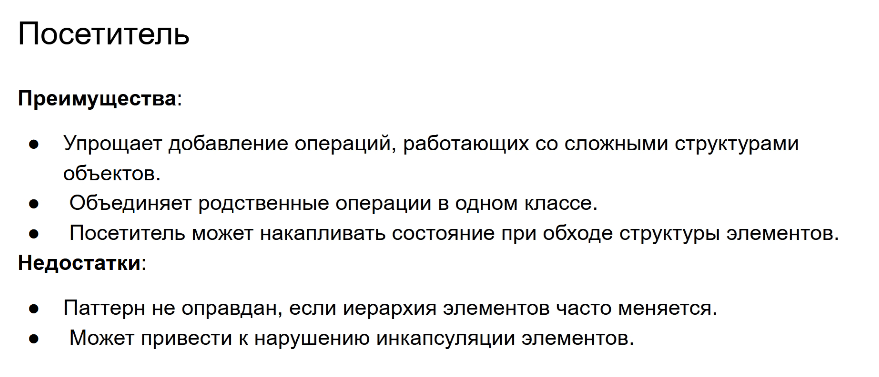 Посетитель
Преимущества:
● Упрощает добавление операций, работающих со сложными структурами
объектов.
● Объединяет родственные операции в одном классе.
● Посетитель может накапливать состояние при обходе структуры элементов.
Недостатки:
● Паттерн не оправдан, если иерархия элементов часто меняется.
● Может привести к нарушению инкапсуляции элементов.